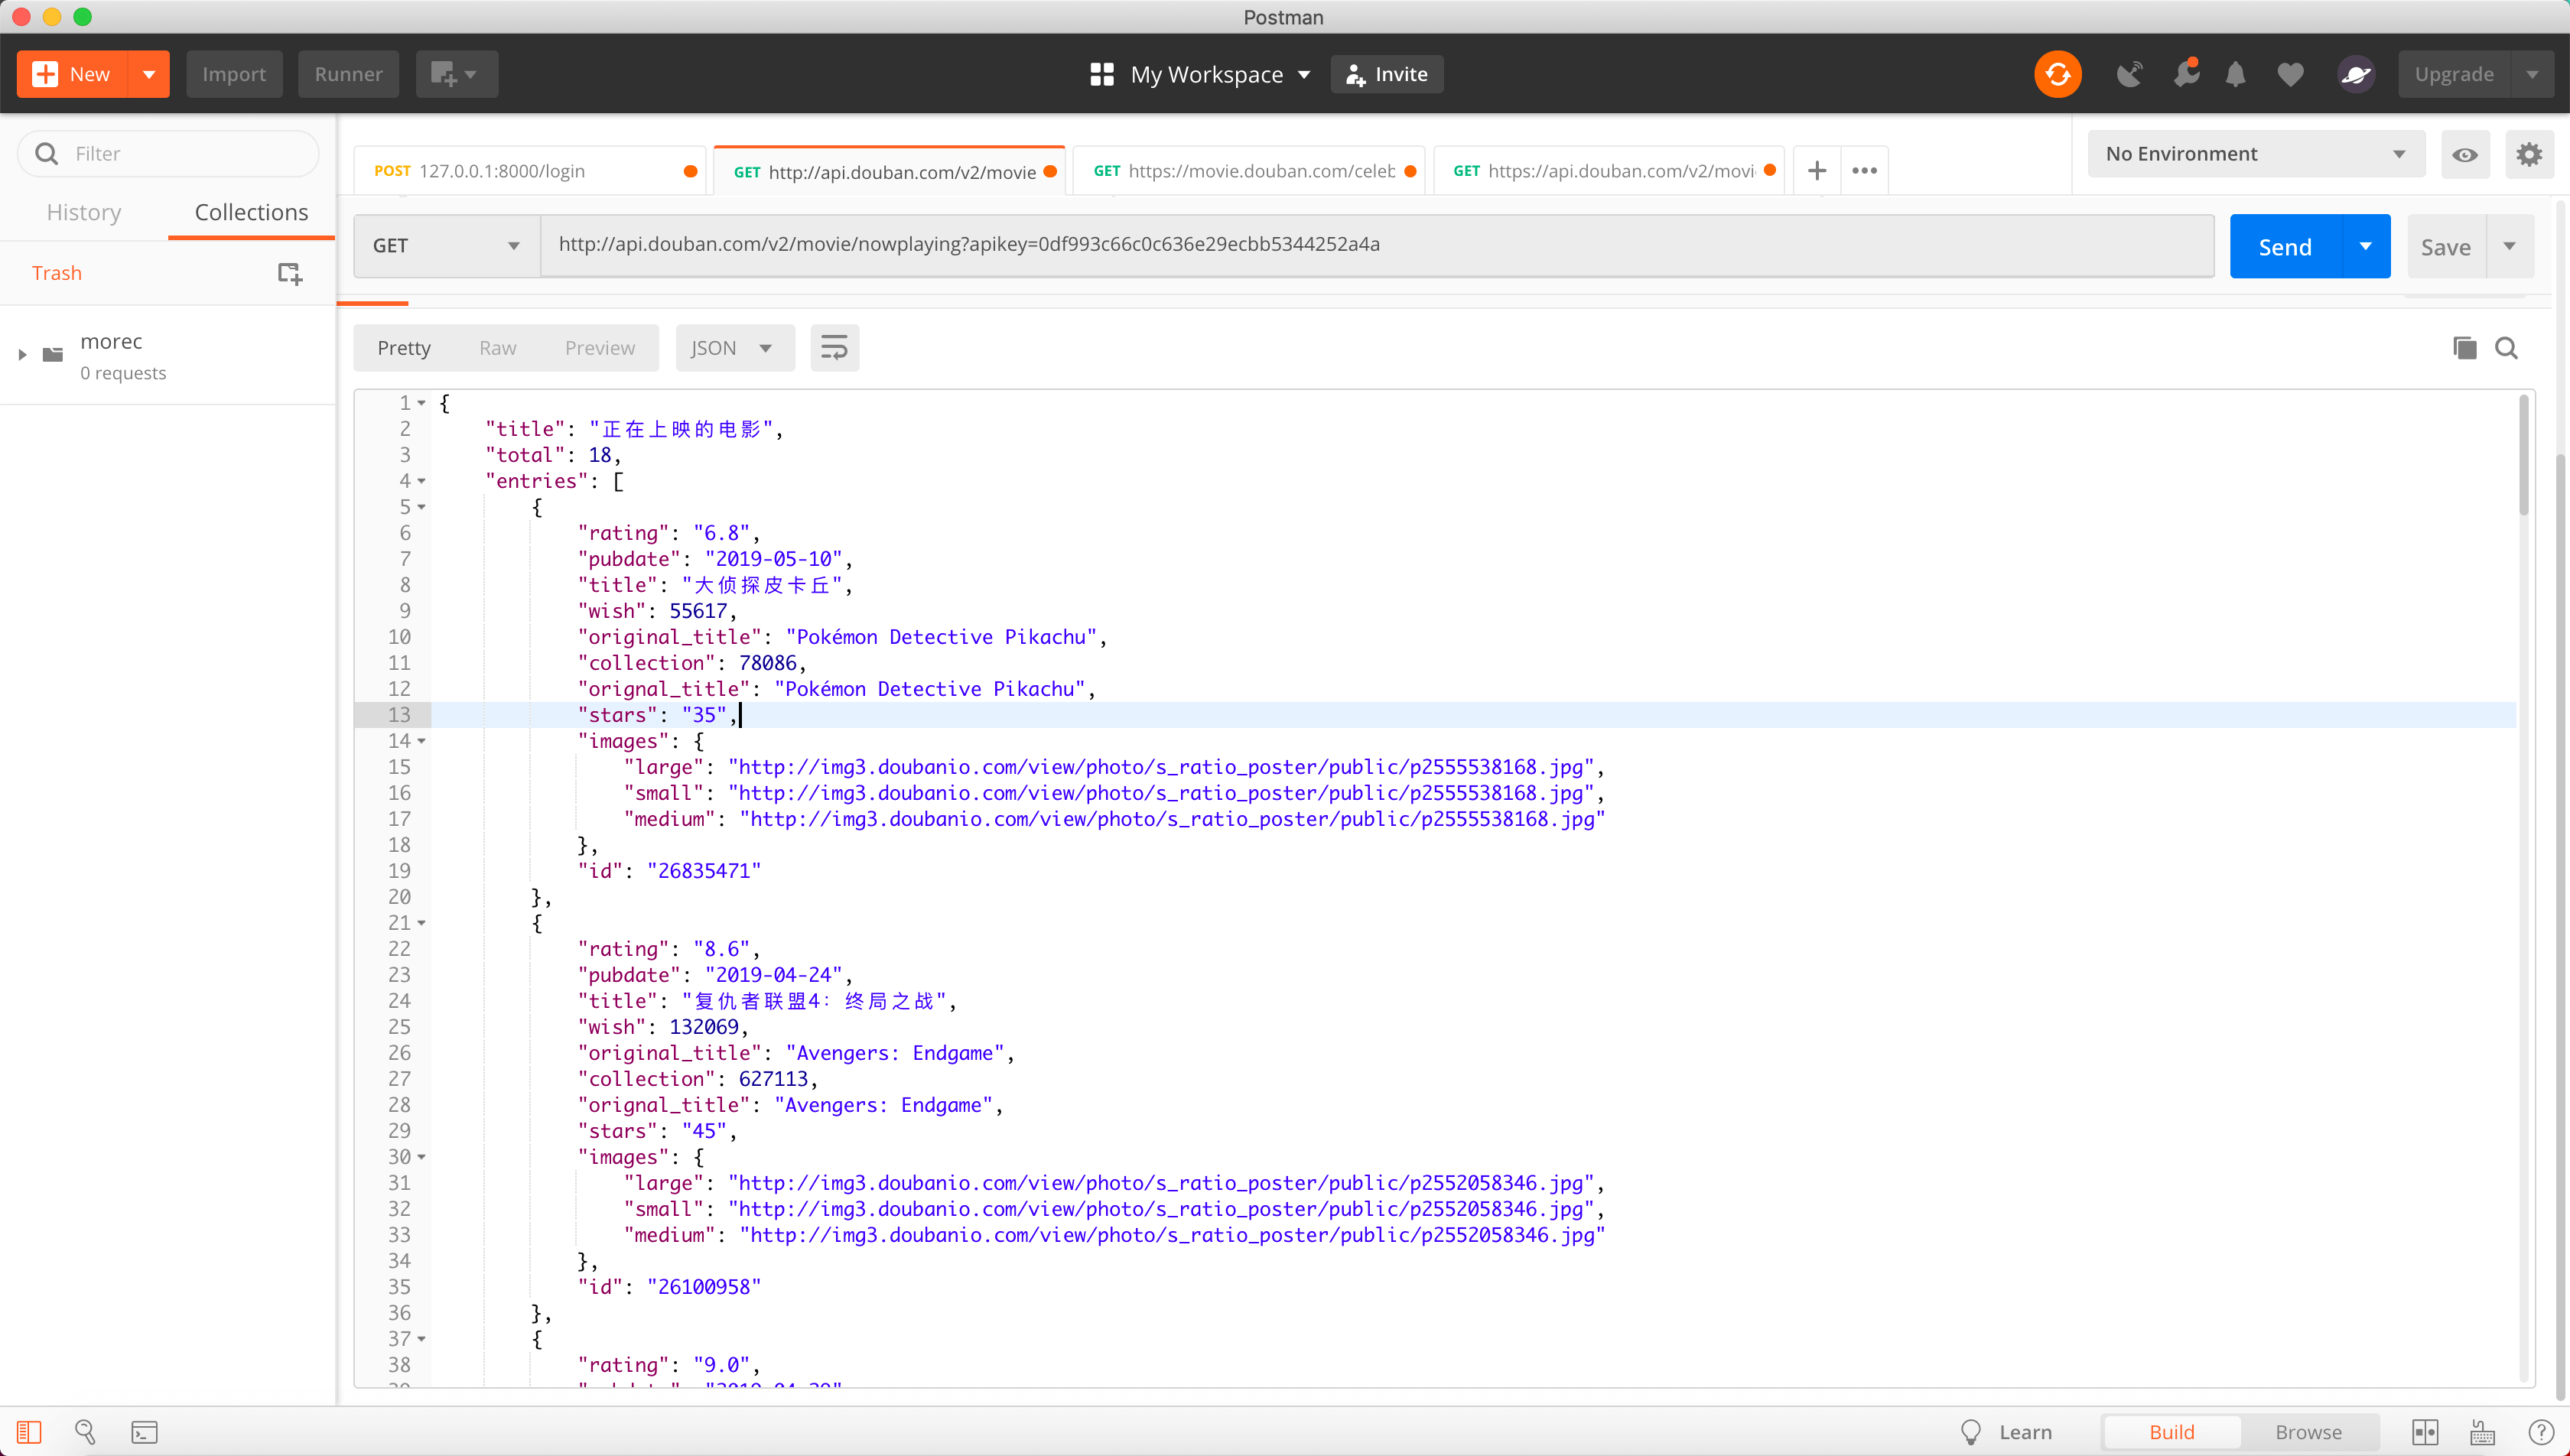 Postman
New
Import
Runner
My Workspace
Invite
Upgrade
Filter
History
Collections
Trash
morec
0 requests
POST 127.0.0.1:8000/login
GET http://api.douban.com/v2/movie
GET https://movie.douban.com/celeb
GET https://api.douban.com/v2/movi
No Environment
GET
http://api.douban.com/v2/movie/nowplaying?apikey=0df993c66c0c636e29ecbb5344252a4a
Send
Save
Pretty
Raw
Preview
JSON
1 {
2 "title": "正在上映的电影",
3 "total": 18,
4 "entries": [
5 {
6 "rating": "6.8",
7 "pubdate": "2019-05-10",
8 "title": "大侦探皮卡丘",
9 "wish": 55617,
10 "original_title": "Pokémon Detective Pikachu",
11 "collection": 78086,
12 "orignal_title": "Pokémon Detective Pikachu",
13 "stars": "35",
14 "images": {
15 "large": "http://img3.doubanio.com/view/photo/s_ratio_poster/public/p2555538168.jpg",
16 "small": "http://img3.doubanio.com/view/photo/s_ratio_poster/public/p2555538168.jpg",
17 "medium": "http://img3.doubanio.com/view/photo/s_ratio_poster/public/p2555538168.jpg"
18 },
19 "id": "26835471"
20 },
21 {
22 "rating": "8.6",
23 "pubdate": "2019-04-24",
24 "title": "复仇者联盟4：终局之战",
25 "wish": 132069,
26 "original_title": "Avengers: Endgame",
27 "collection": 627113,
28 "orignal_title": "Avengers: Endgame",
29 "stars": "45",
30 "images": {
31 "large": "http://img3.doubanio.com/view/photo/s_ratio_poster/public/p2552058346.jpg",
32 "small": "http://img3.doubanio.com/view/photo/s_ratio_poster/public/p2552058346.jpg",
33 "medium": "http://img3.doubanio.com/view/photo/s_ratio_poster/public/p2552058346.jpg"
34 },
35 "id": "26100958"
36 },
37 {
38 "rating": "9.0",
Learn
Build
Browse